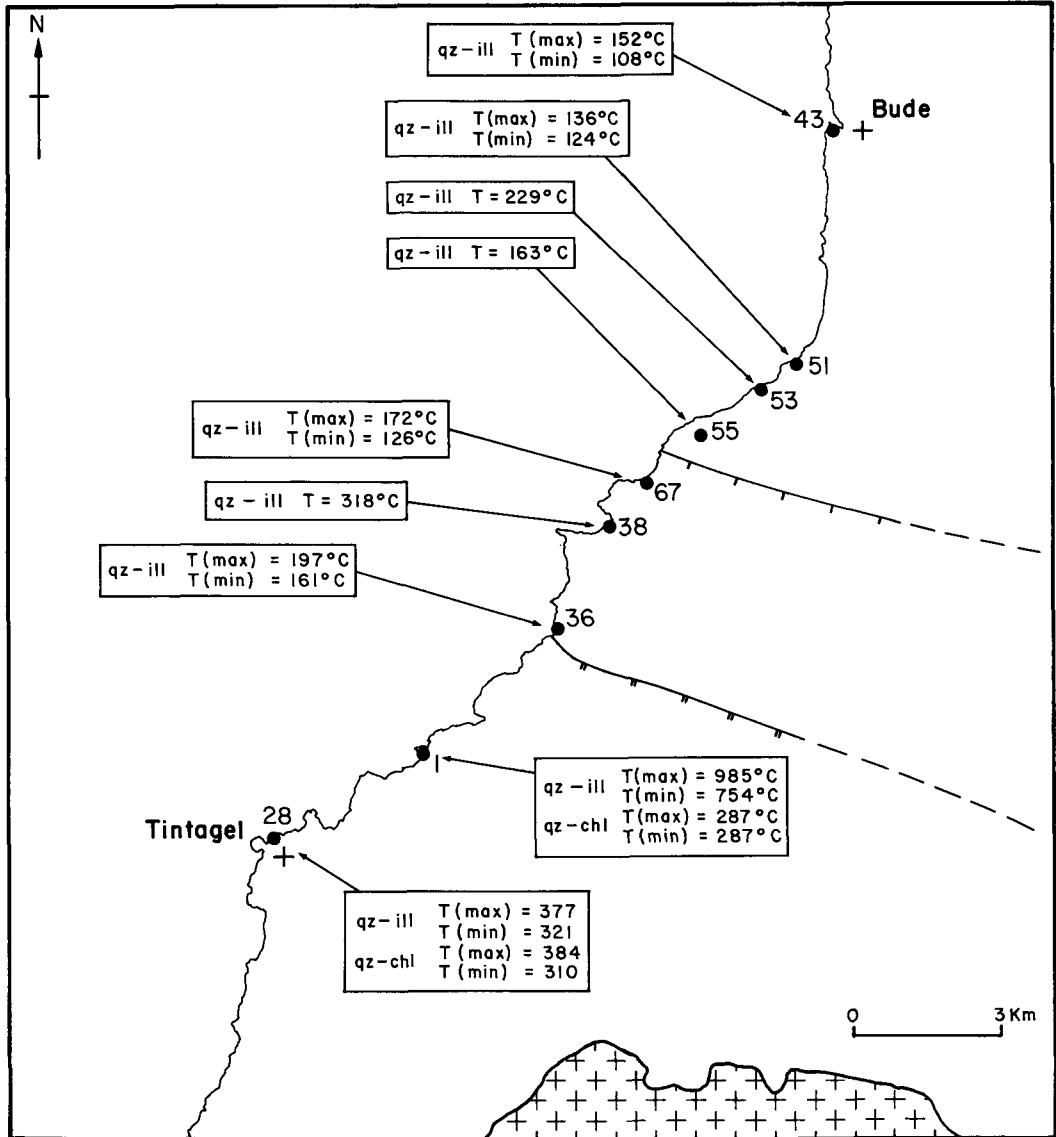 N
qz-ill T(max) = 152°C
T(min) = 108°C
43
Bude
qz-ill T(max) = 136°C
T(min) = 124°C
qz-ill T = 229°C
qz-ill T = 163°C
51
53
55
qz-ill T(max) = 172°C
T(min) = 126°C
67
qz-ill T = 318°C
38
qz-ill T(max) = 197°C
T(min) = 161°C
36
1
qz-ill T(max) = 985°C
T(min) = 754°C
qz-chl T(max) = 287°C
T(min) = 287°C
28
Tintagel
qz-ill T(max) = 377
T(min) = 321
qz-chl T(max) = 384
T(min) = 310
0 3 Km